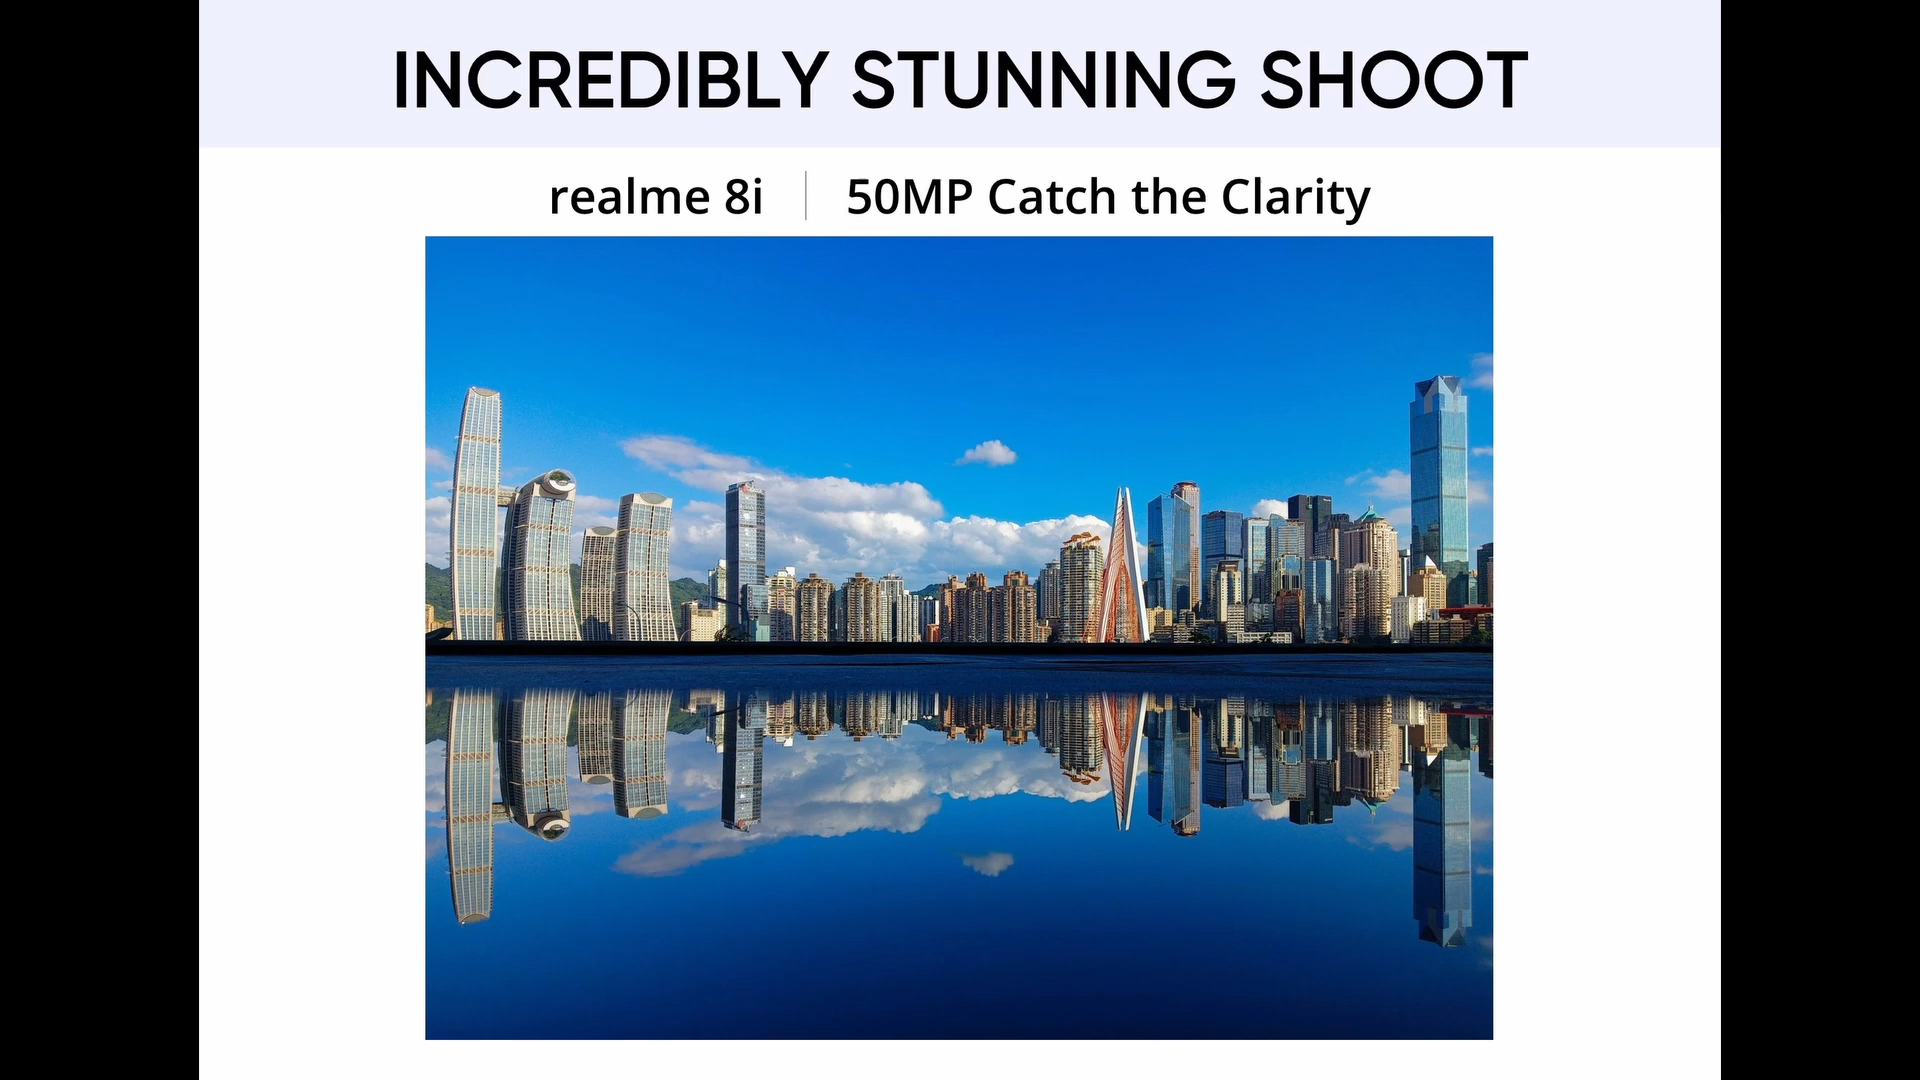 INCREDIBLY STUNNING SHOOT
realme 8i | 50MP Catch the Clarity